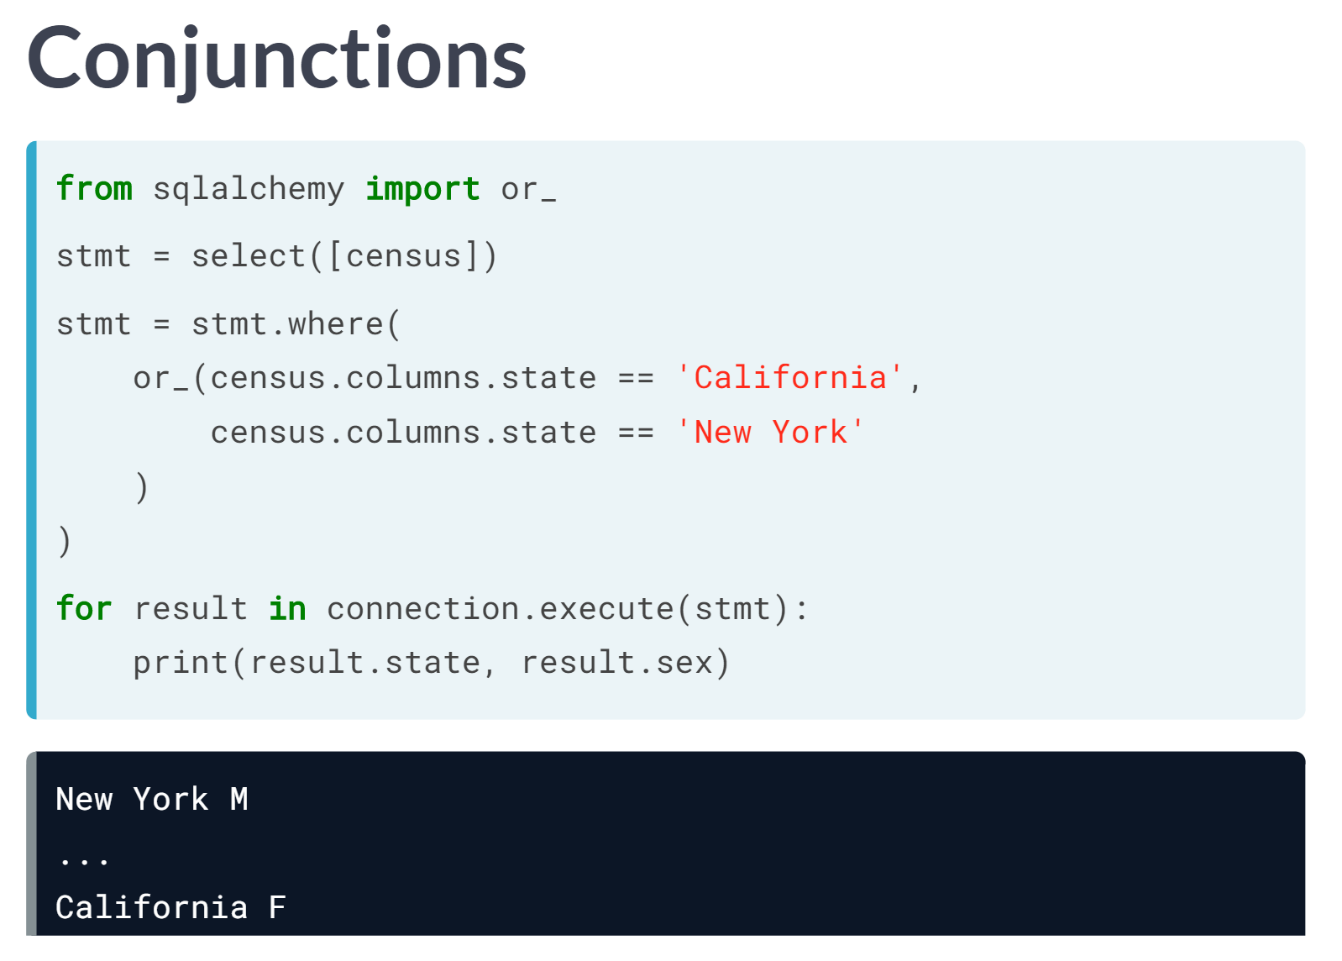 Conjunctions
from sqlalchemy import or_
stmt = select([census])
stmt = stmt.where(
    or_(census.columns.state == 'California',
        census.columns.state == 'New York'
    )
)
for result in connection.execute(stmt):
    print(result.state, result.sex)
New York M
...
California F